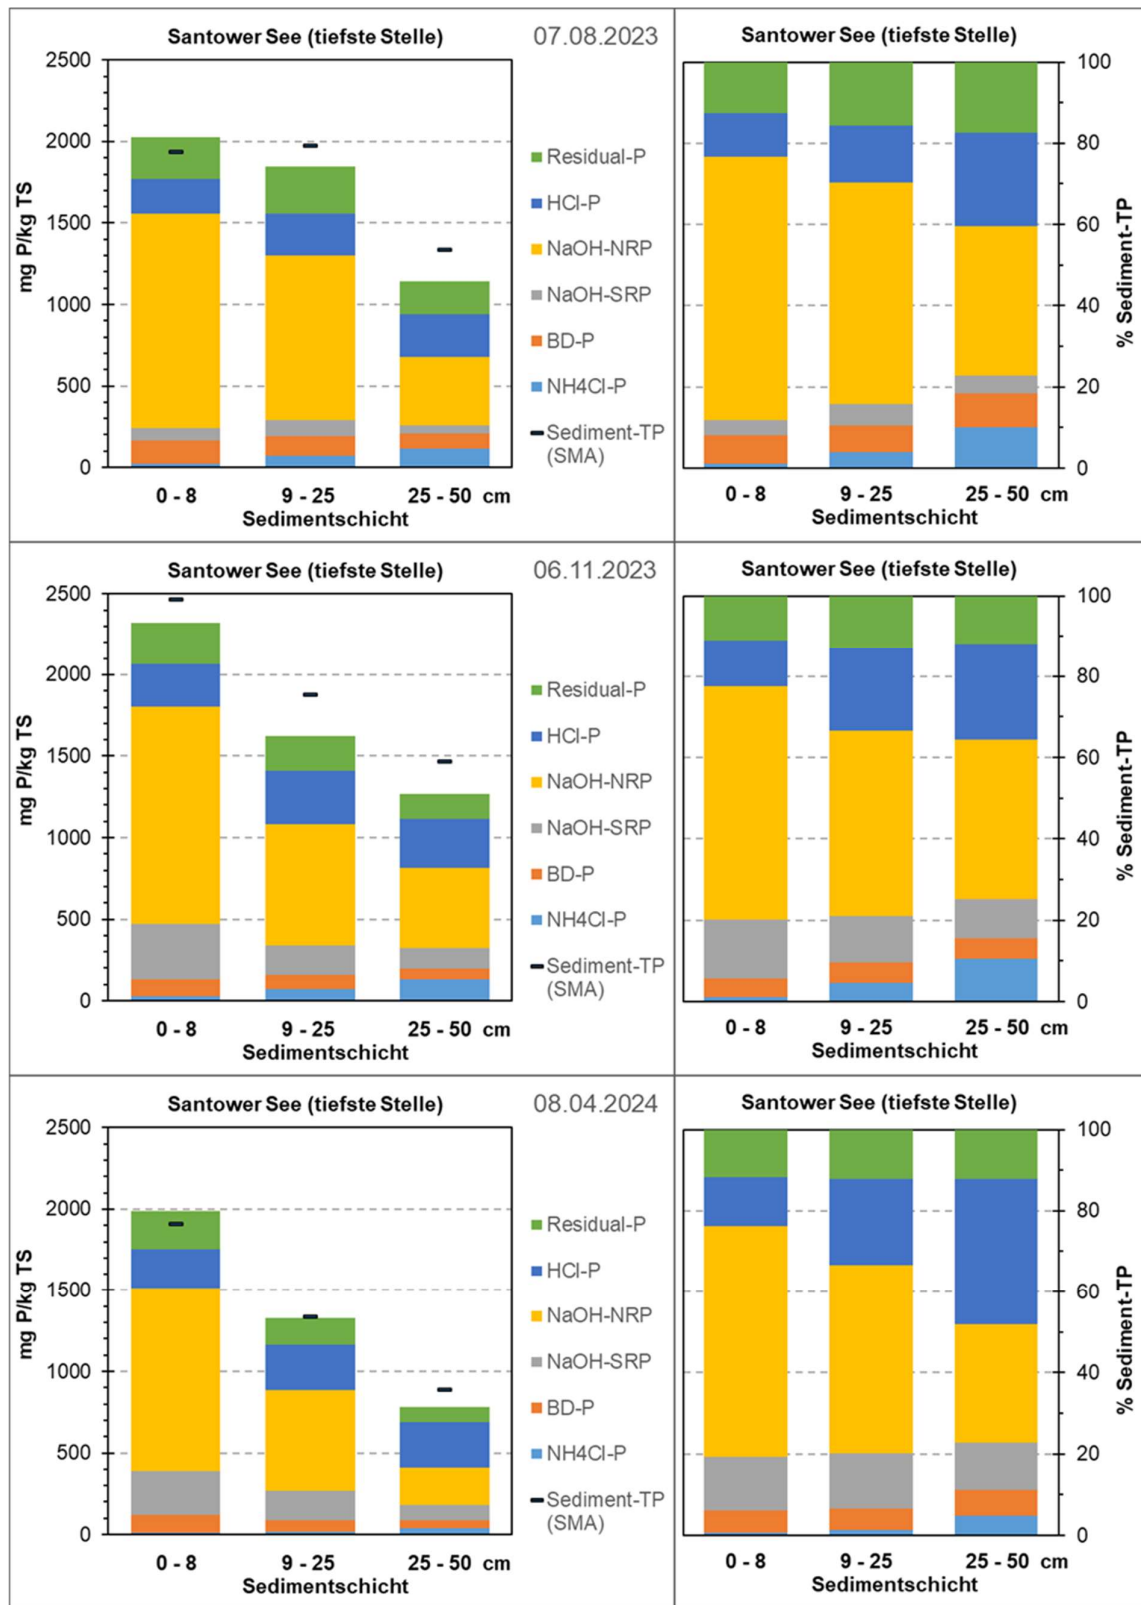 Santower See (tiefste Stelle)
07.08.2023
mg P/kg TS
2500
2000
1500
1000
500
0
0 - 8
9 - 25
25 - 50 cm
Sedimentschicht
Residual-P
HCl-P
NaOH-NRP
NaOH-SRP
BD-P
NH4Cl-P
Sediment-TP
(SMA)
Santower See (tiefste Stelle)
100
80
60
40
20
0
% Sediment-TP
0 - 8
9 - 25
25 - 50 cm
Sedimentschicht
Santower See (tiefste Stelle)
06.11.2023
mg P/kg TS
2500
2000
1500
1000
500
0
0 - 8
9 - 25
25 - 50 cm
Sedimentschicht
Residual-P
HCl-P
NaOH-NRP
NaOH-SRP
BD-P
NH4Cl-P
Sediment-TP
(SMA)
Santower See (tiefste Stelle)
100
80
60
40
20
0
% Sediment-TP
0 - 8
9 - 25
25 - 50 cm
Sedimentschicht
Santower See (tiefste Stelle)
08.04.2024
mg P/kg TS
2500
2000
1500
1000
500
0
0 - 8
9 - 25
25 - 50 cm
Sedimentschicht
Residual-P
HCl-P
NaOH-NRP
NaOH-SRP
BD-P
NH4Cl-P
Sediment-TP
(SMA)
Santower See (tiefste Stelle)
100
80
60
40
20
0
% Sediment-TP
0 - 8
9 - 25
25 - 50 cm
Sedimentschicht